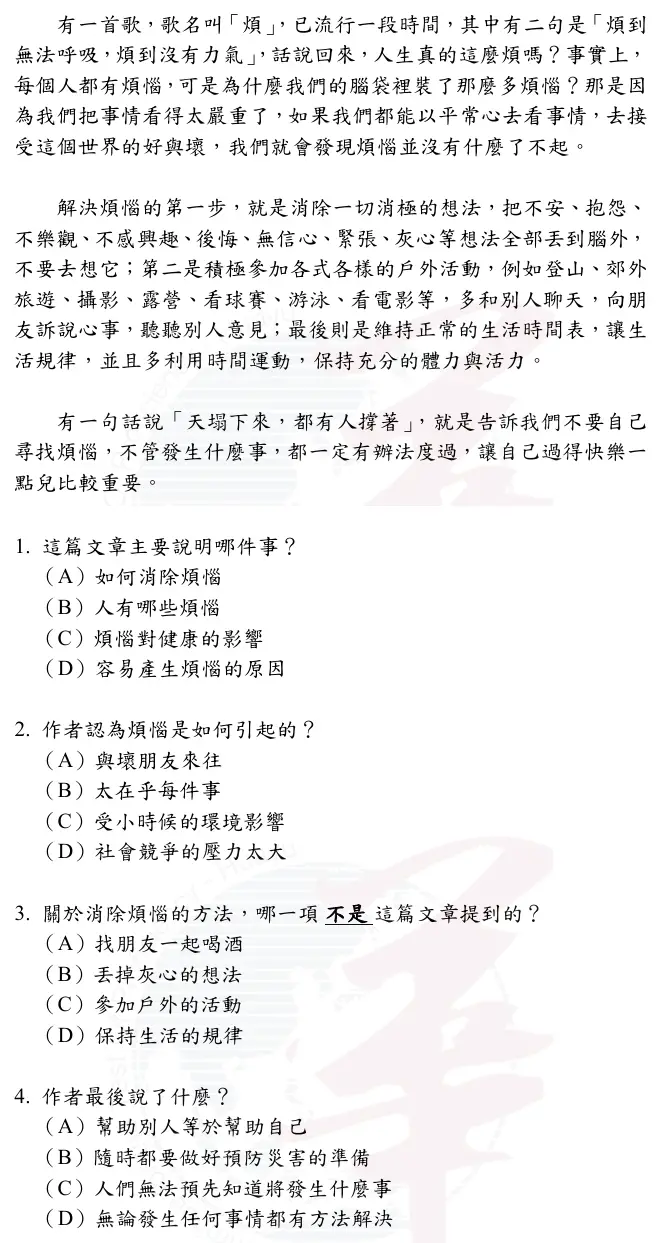 有一首歌，歌名叫「煩」，已流行一段時間，其中有二句是「煩到
無法呼吸，煩到沒有力氣」，話說回來，人生真的這麼煩嗎？事實上，
每個人都有煩惱，可是為什麼我們的腦袋裡裝了那麼多煩惱？那是因
為我們把事情看得太嚴重了，如果我們都能以平常心去看事情，去接
受這個世界的好與壞，我們就會發現煩惱並沒有什麼了不起。
解決煩惱的第一步，就是消除一切消極的想法，把不安、抱怨、
不樂觀、不感興趣、後悔、無信心、緊張、灰心等想法全部丟到腦外，
不要去想它；第二是積極參加各式各樣的戶外活動，例如登山、郊外
旅遊、攝影、露營、看球賽、游泳、看電影等，多和別人聊天，向朋
友訴說心事，聽聽別人意見；最後則是維持正常的生活時間表，讓生
活規律，並且多利用時間運動，保持充分的體力與活力。
有一句話說「天塌下來，都有人撐著」，就是告訴我們不要自己
尋找煩惱，不管發生什麼事，都一定有辦法度過，讓自己過得快樂一
點兒比較重要。
1. 這篇文章主要說明哪件事？
（A）如何消除煩惱
（B）人有哪些煩惱
（C）煩惱對健康的影響
（D）容易產生煩惱的原因
2. 作者認為煩惱是如何引起的？
（A）與壞朋友來往
（B）太在乎每件事
（C）受小時候的環境影響
（D）社會競爭的壓力太大
3. 關於消除煩惱的方法，哪一項 不是 這篇文章提到的？
（A）找朋友一起喝酒
（B）丟掉灰心的想法
（C）參加戶外的活動
（D）保持生活的規律
4. 作者最後說了什麼？
（A）幫助別人等於幫助自己
（B）隨時都要做好預防災害的準備
（C）人們無法預先知道將發生什麼事
（D）無論發生任何事情都有方法解決